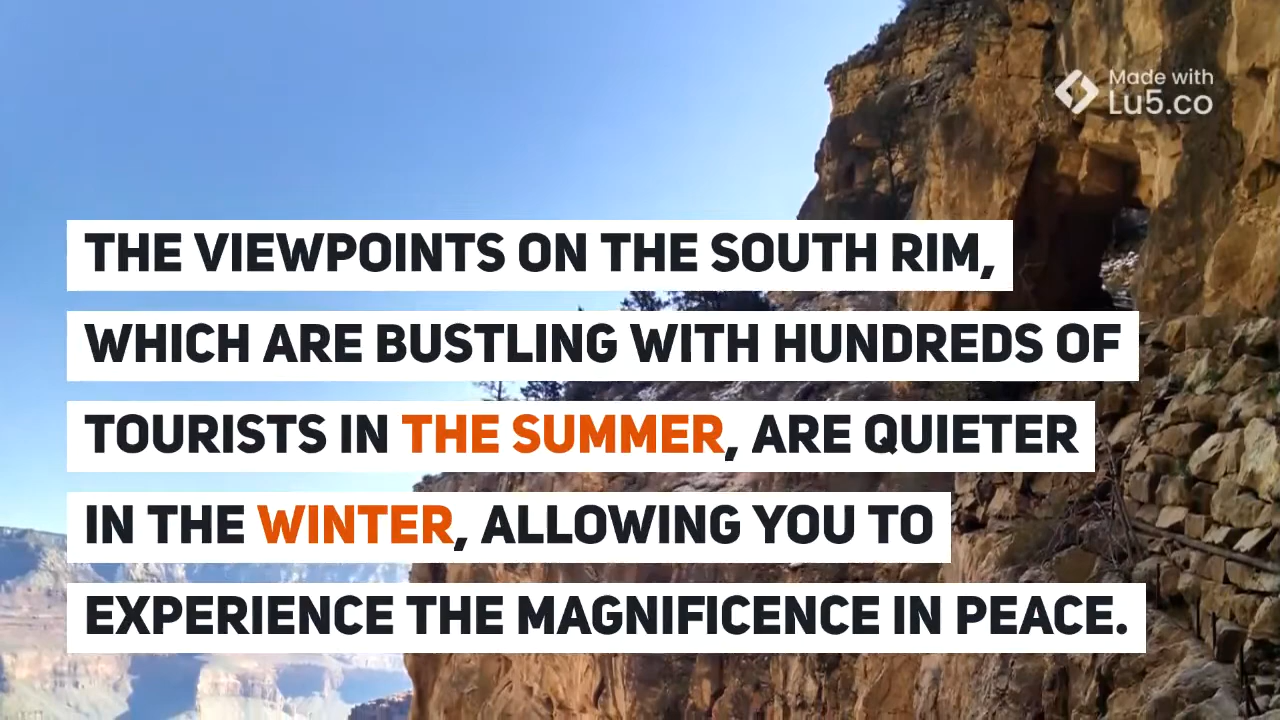 Made with
Lu5.co
THE VIEWPOINTS ON THE SOUTH RIM,
WHICH ARE BUSTLING WITH HUNDREDS OF
TOURISTS IN THE SUMMER, ARE QUIETER
IN THE WINTER, ALLOWING YOU TO
EXPERIENCE THE MAGNIFICENCE IN PEACE.